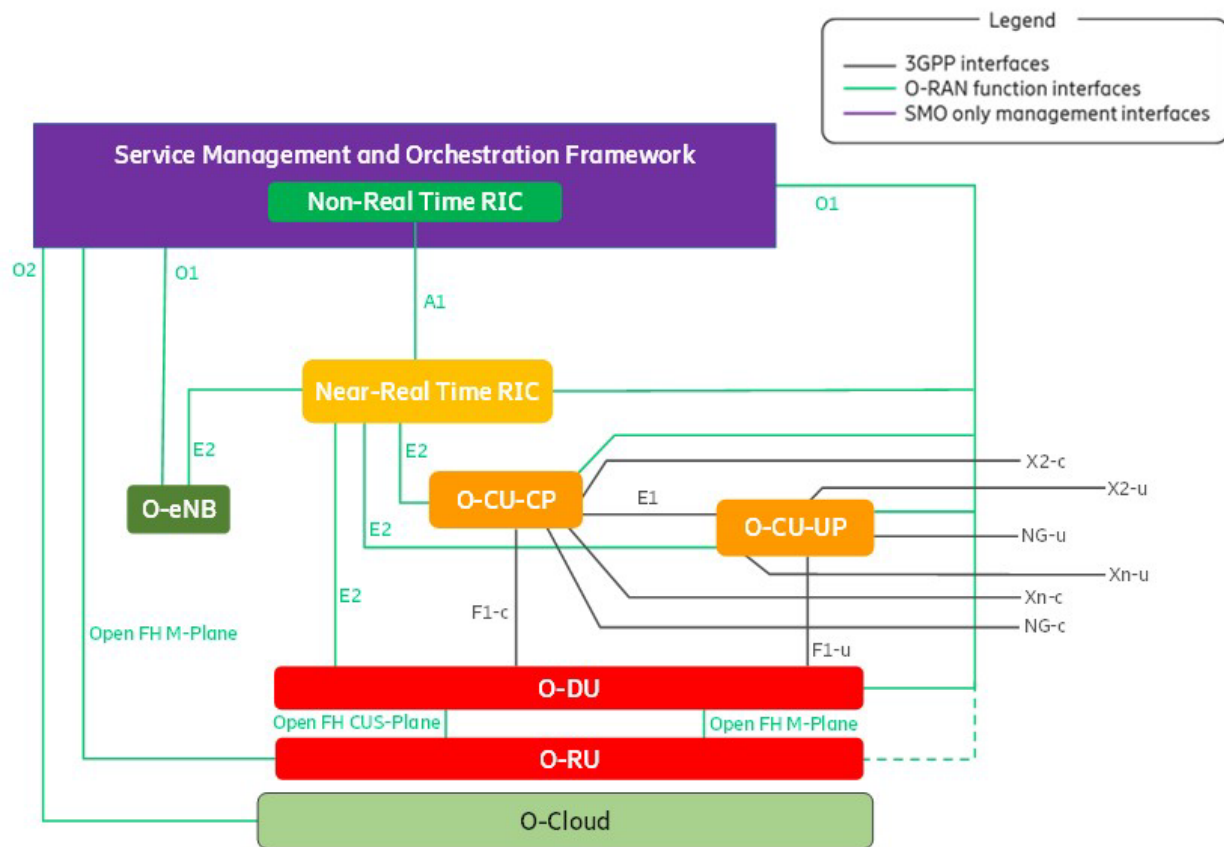 Legend
3GPP interfaces
O-RAN function interfaces
SMO only management interfaces
Service Management and Orchestration Framework
Non-Real Time RIC
O1
O2
O1
A1
Near-Real Time RIC
E2
E2
X2-c
O-CU-CP
E1
X2-u
O-eNB
O-CU-UP
E2
NG-u
Xn-u
E2
Xn-c
F1-c
NG-c
Open FH M-Plane
F1-u
O-DU
Open FH CUS-Plane
Open FH M-Plane
O-RU
O-Cloud